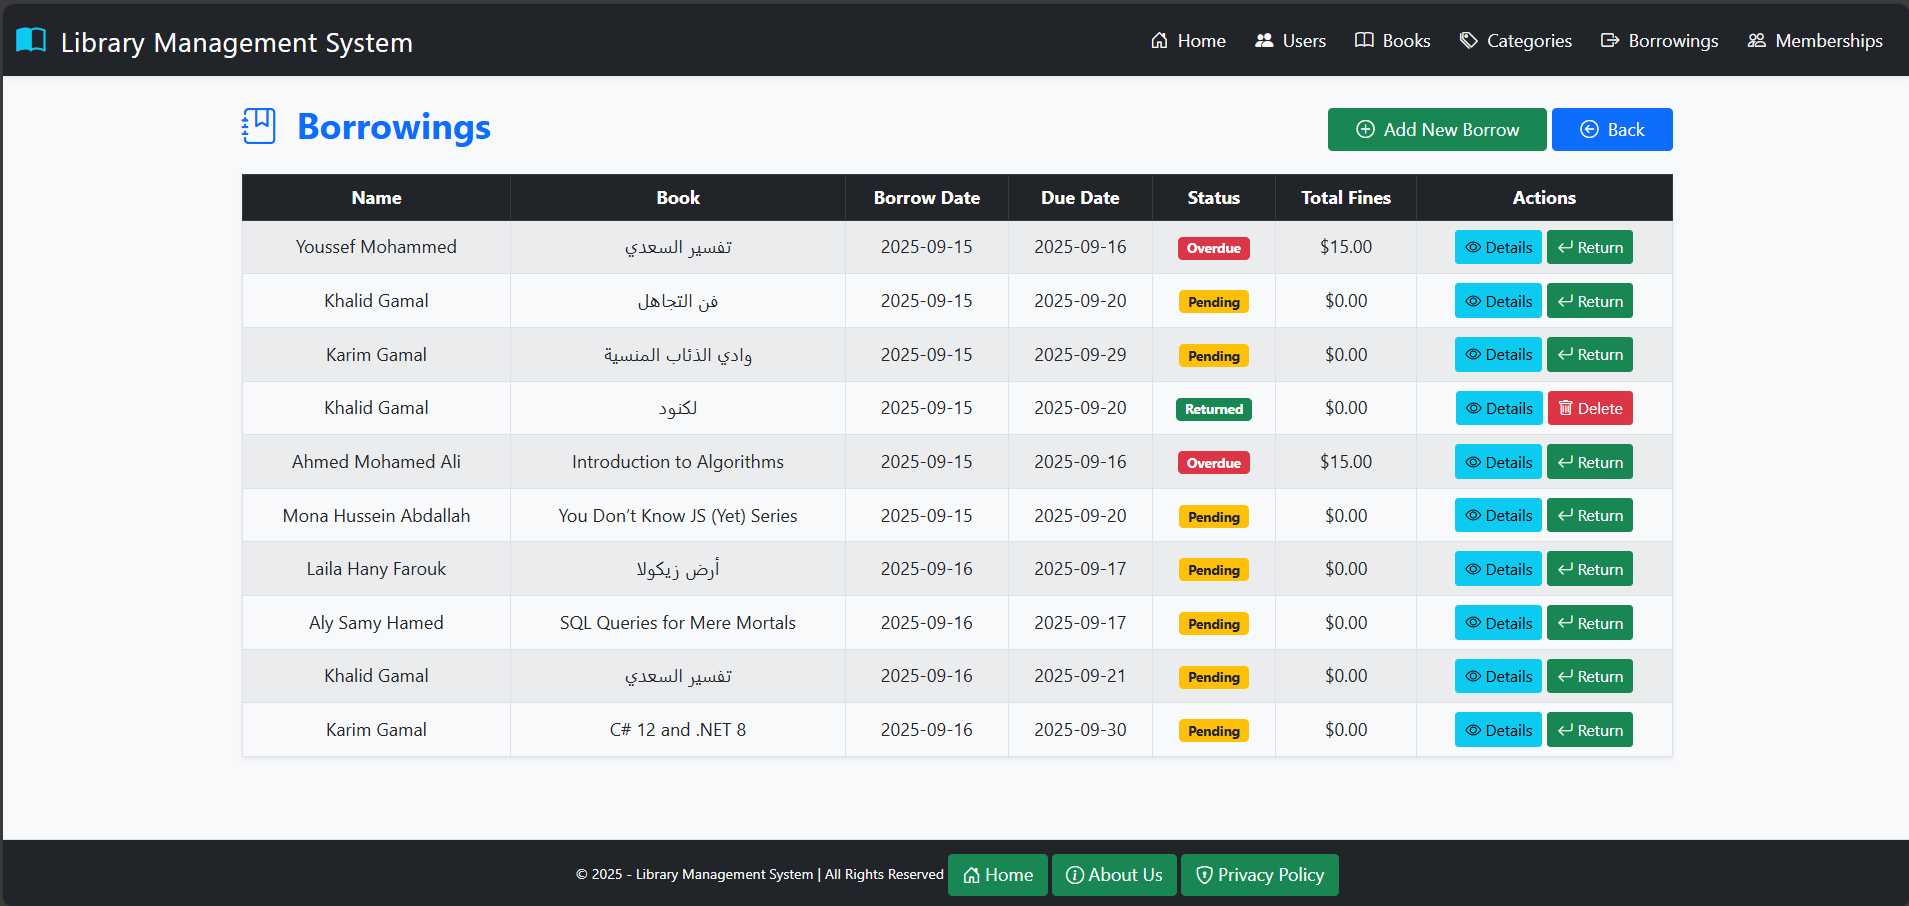 Library Management System Home Users Books Categories Borrowings Memberships
Borrowings Add New Borrow Back
Name Book Borrow Date Due Date Status Total Fines Actions
Youssef Mohammed تفسير السعدي 2025-09-15 2025-09-16 Overdue $15.00 Details Return
Khalid Gamal فن التجاهل 2025-09-15 2025-09-20 Pending $0.00 Details Return
Karim Gamal وادي الذئاب المنسية 2025-09-15 2025-09-29 Pending $0.00 Details Return
Khalid Gamal لكنود 2025-09-15 2025-09-20 Returned $0.00 Details Delete
Ahmed Mohamed Ali Introduction to Algorithms 2025-09-15 2025-09-16 Overdue $15.00 Details Return
Mona Hussein Abdallah You Don’t Know JS (Yet) Series 2025-09-15 2025-09-20 Pending $0.00 Details Return
Laila Hany Farouk أرض زيكولا 2025-09-16 2025-09-17 Pending $0.00 Details Return
Aly Samy Hamed SQL Queries for Mere Mortals 2025-09-16 2025-09-17 Pending $0.00 Details Return
Khalid Gamal تفسير السعدي 2025-09-16 2025-09-21 Pending $0.00 Details Return
Karim Gamal C# 12 and .NET 8 2025-09-16 2025-09-30 Pending $0.00 Details Return
© 2025 - Library Management System | All Rights Reserved Home About Us Privacy Policy